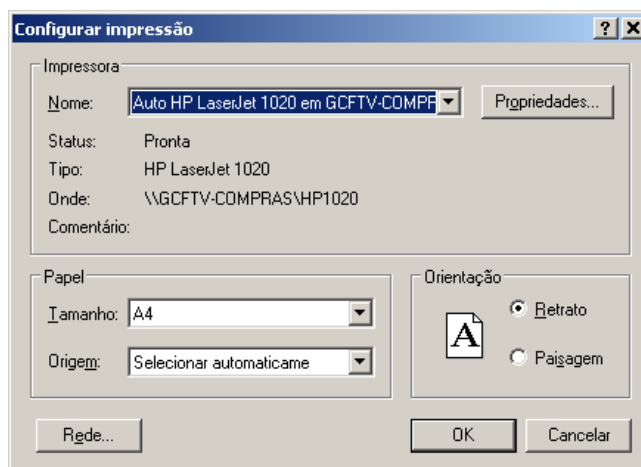 Configurar impressão
Impressora
Nome: Auto HP LaserJet 1020 em GCFTV-COMPR Propriedades...
Status: Pronta
Tipo: HP LaserJet 1020
Onde: \\GCFTV-COMPRAS\HP1020
Comentário:
Papel
Tamanho: A4
Origem: Selecionar automaticame
Orientação
A
Retrato
Paisagem
Rede... OK Cancelar